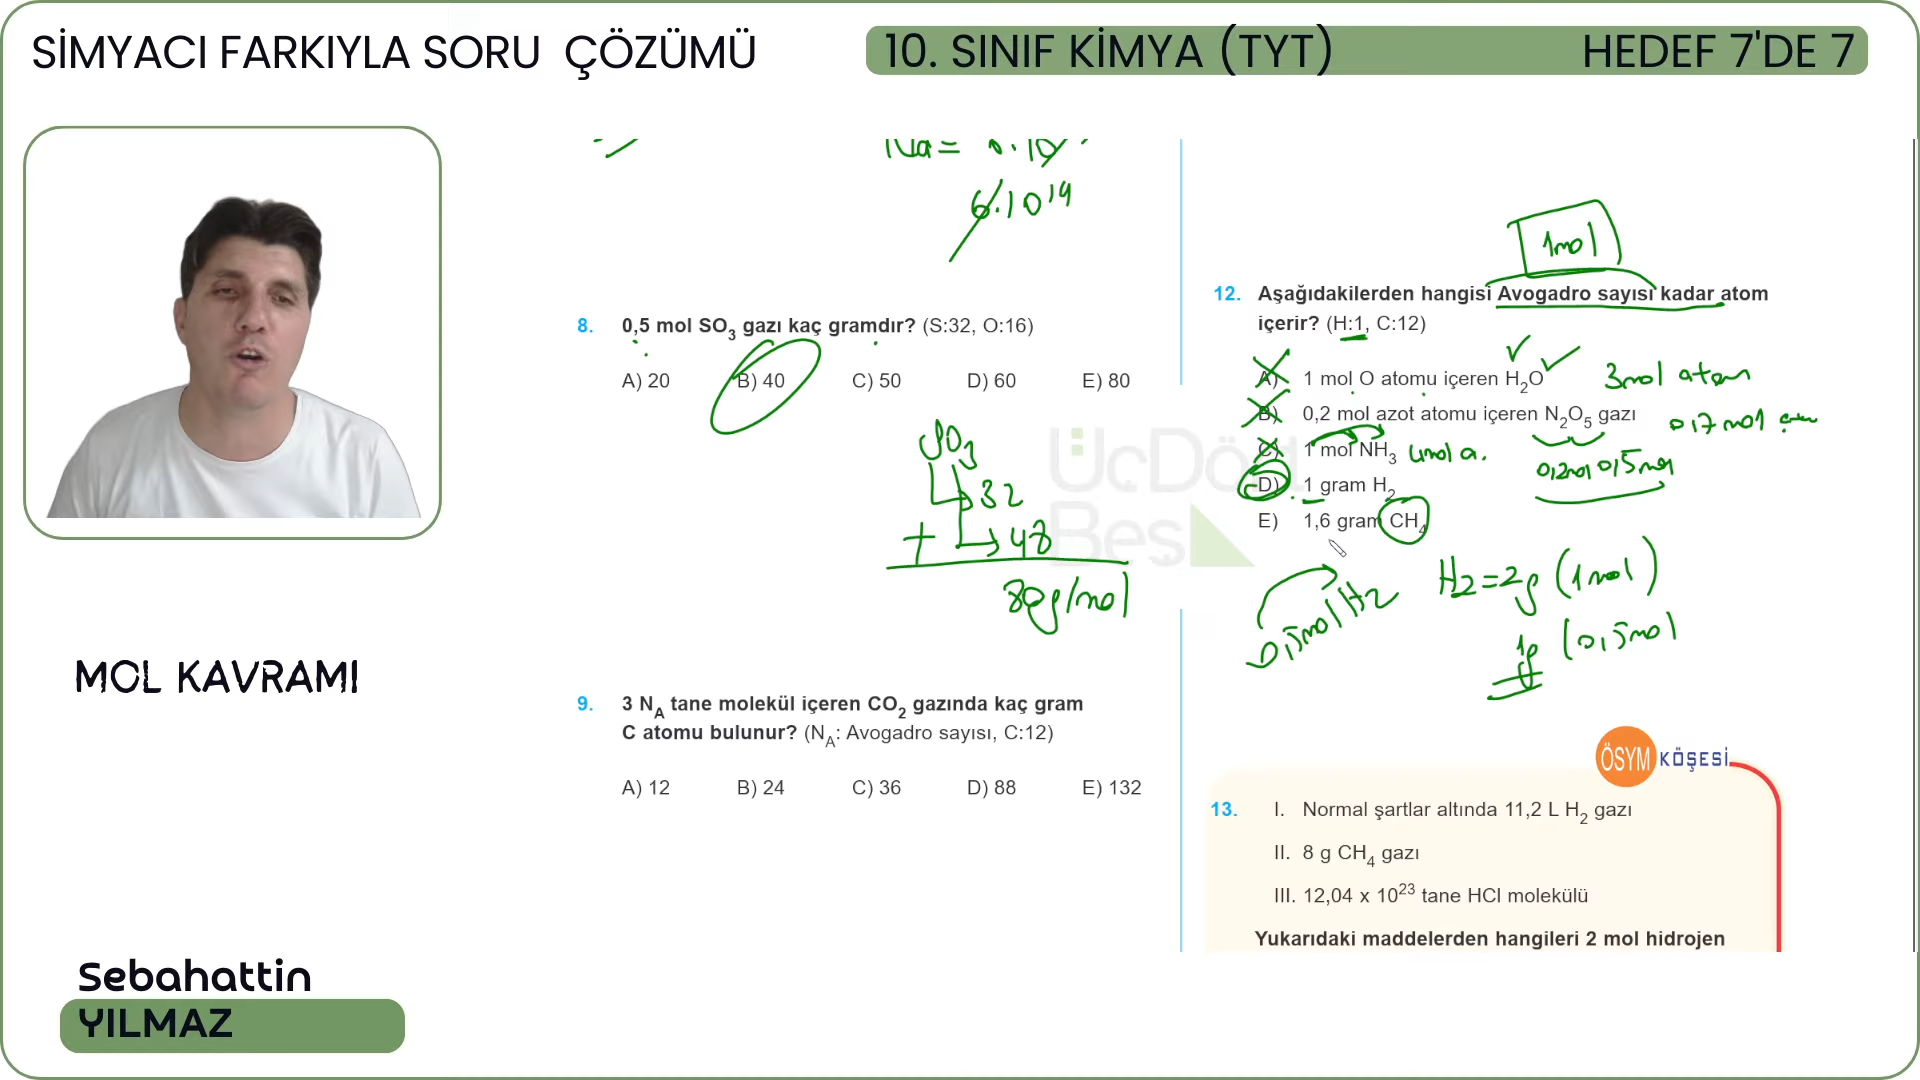 SİMYACI FARKIYLA SORU ÇÖZÜMÜ
10. SINIF KİMYA (TYT) HEDEF 7'DE 7
Na =
6.10¹⁹
8. 0,5 mol SO₃ gazı kaç gramdır? (S:32, O:16)
A) 20 B) 40 C) 50 D) 60 E) 80
SO₃
32
+ 48
80g/mol
9. 3 N_A tane molekül içeren CO₂ gazında kaç gram
C atomu bulunur? (N_A: Avogadro sayısı, C:12)
A) 12 B) 24 C) 36 D) 88 E) 132
1mol
12. Aşağıdakilerden hangisi Avogadro sayısı kadar atom
içerir? (H:1, C:12)
A) 1 mol O atomu içeren H₂O 3mol atom
B) 0,2 mol azot atomu içeren N₂O₅ gazı 0,7 mol
C) 1 mol NH₃ 4mol a. 0,2mol 0,5mol
D) 1 gram H₂
E) 1,6 gram CH₄
0,5mol H2
H2=2g (1mol)
1g (0,5mol)
ÜçDört
Beş
ÖSYM KÖŞESİ
13. I. Normal şartlar altında 11,2 L H₂ gazı
II. 8 g CH₄ gazı
III. 12,04 x 10²³ tane HCl molekülü
Yukarıdaki maddelerden hangileri 2 mol hidrojen
MOL KAVRAMI
Sebahattin
YILMAZ